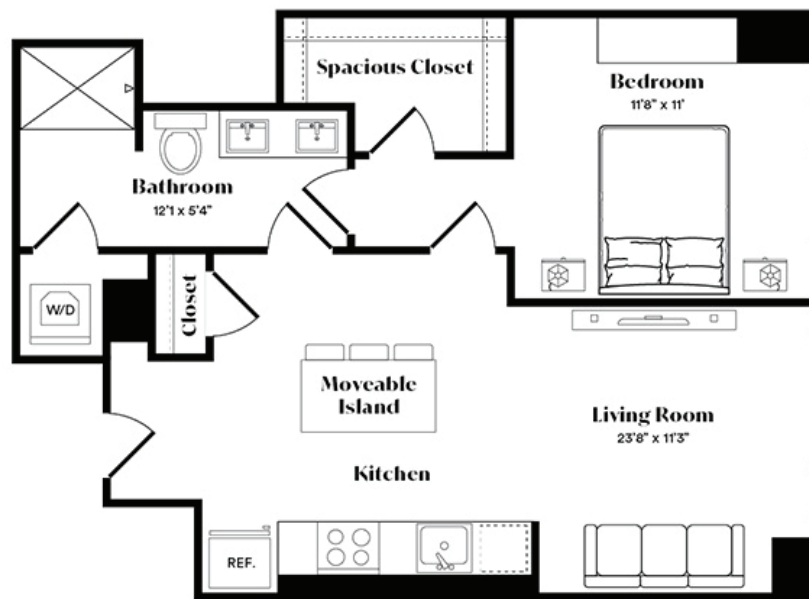 Spacious Closet
Bedroom
11'8" x 11'
Bathroom
12'1 x 5'4"
W/D
Closet
Moveable
Island
Living Room
23'8" x 11'3"
Kitchen
REF.